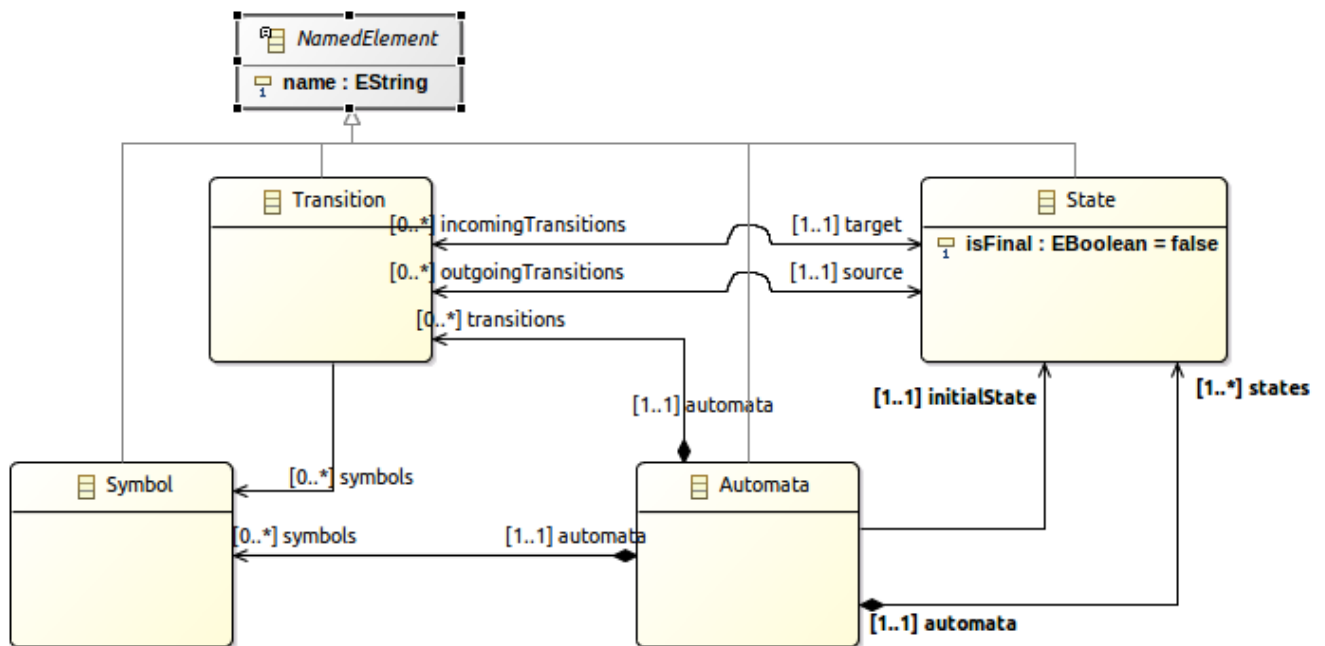 NamedElement
1 name : EString
Transition
State
[0..*] incomingTransitions
[1..1] target
1 isFinal : EBoolean = false
[0..*] outgoingTransitions
[1..1] source
[0..*] transitions
[1..1] initialState
[1..*] states
[1..1] automata
Symbol
[0..*] symbols
Automata
[0..*] symbols
[1..1] automata
[1..1] automata